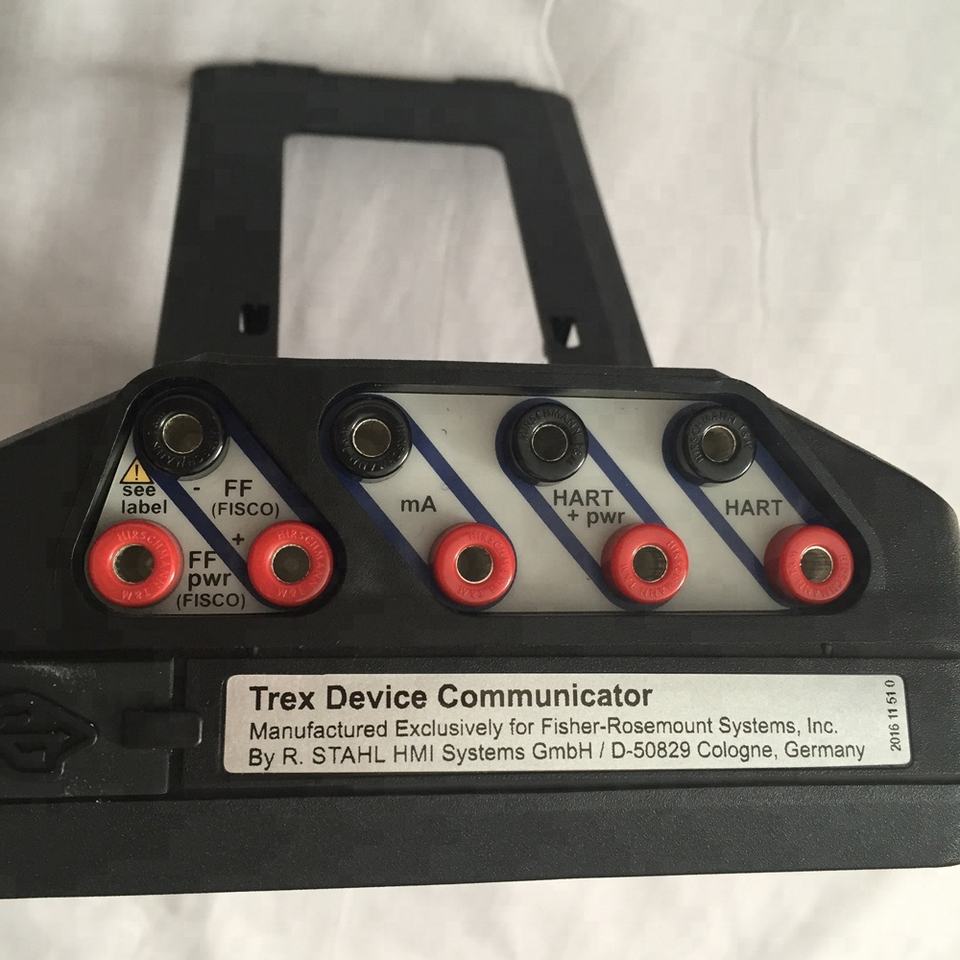 see
label
- FF
(FISCO)
+
FF
pwr
(FISCO)
mA
HART
+ pwr
HART
Trex Device Communicator
Manufactured Exclusively for Fisher-Rosemount Systems, Inc.
By R. STAHL HMI Systems GmbH / D-50829 Cologne, Germany
2016 11 51 0